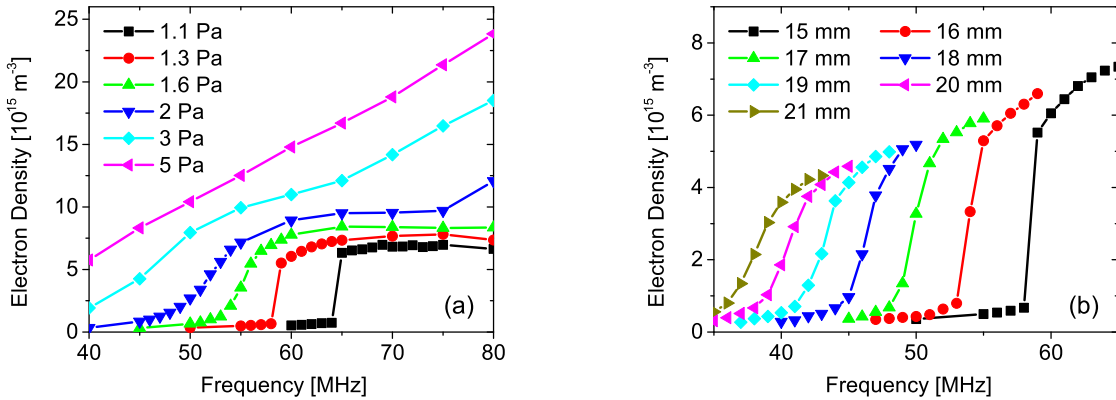 25
20
15
10
5
0
Electron Density [10^15 m^-3]
1.1 Pa
1.3 Pa
1.6 Pa
2 Pa
3 Pa
5 Pa
(a)
40 50 60 70 80
Frequency [MHz]
8
6
4
2
0
Electron Density [10^15 m^-3]
15 mm 16 mm
17 mm 18 mm
19 mm 20 mm
21 mm
(b)
40 50 60
Frequency [MHz]